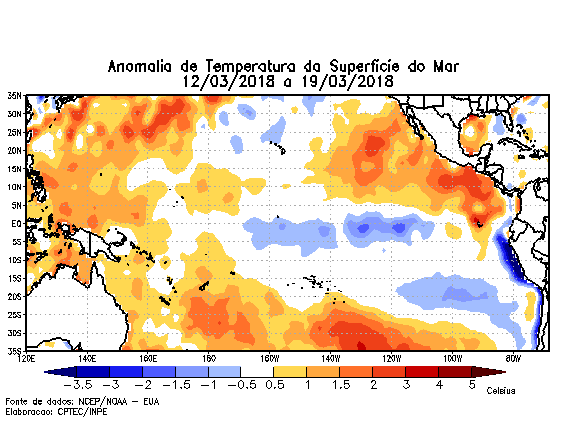 Anomalia de Temperatura da Superfície do Mar
12/03/2018 a 19/03/2018
35N
30N
25N
20N
15N
10N
5N
EQ
5S
10S
15S
20S
25S
30S
35S
120E 140E 160E 180 160W 140W 120W 100W 80W
-3.5 -3 -2 -1.5 -1 -0.5 0.5 1 2 3 4 5
Celsius
Fonte de dados: NCEP/NOAA - EUA
Elaboracao: CPTEC/INPE